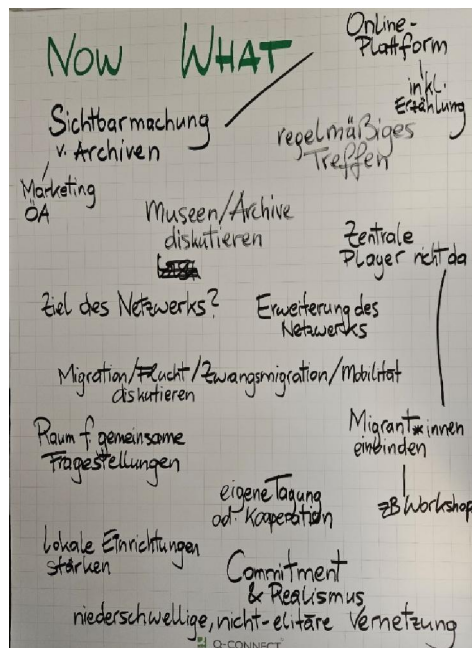 NOW WHAT
Online-
Plattform
inkl.
Erzählung
Sichtbarmachung
v. Archiven
Marketing
ÖA
regelmäßiges
Treffen
Museen/Archive
diskutieren
Zentrale
Player nicht da
Ziel des Netzwerks?
Erweiterung des
Netzwerks
Migration/Flucht/Zwangsmigration/Mobilität
diskutieren
Migrant*innen
einbinden
zB Workshop
Raum f. gemeinsame
Fragestellungen
eigene Tagung
od. Kooperation
lokale Einrichtungen
stärken
Commitment
& Realismus
niederschwellige, nicht-elitäre Vernetzung
Q-CONNECT